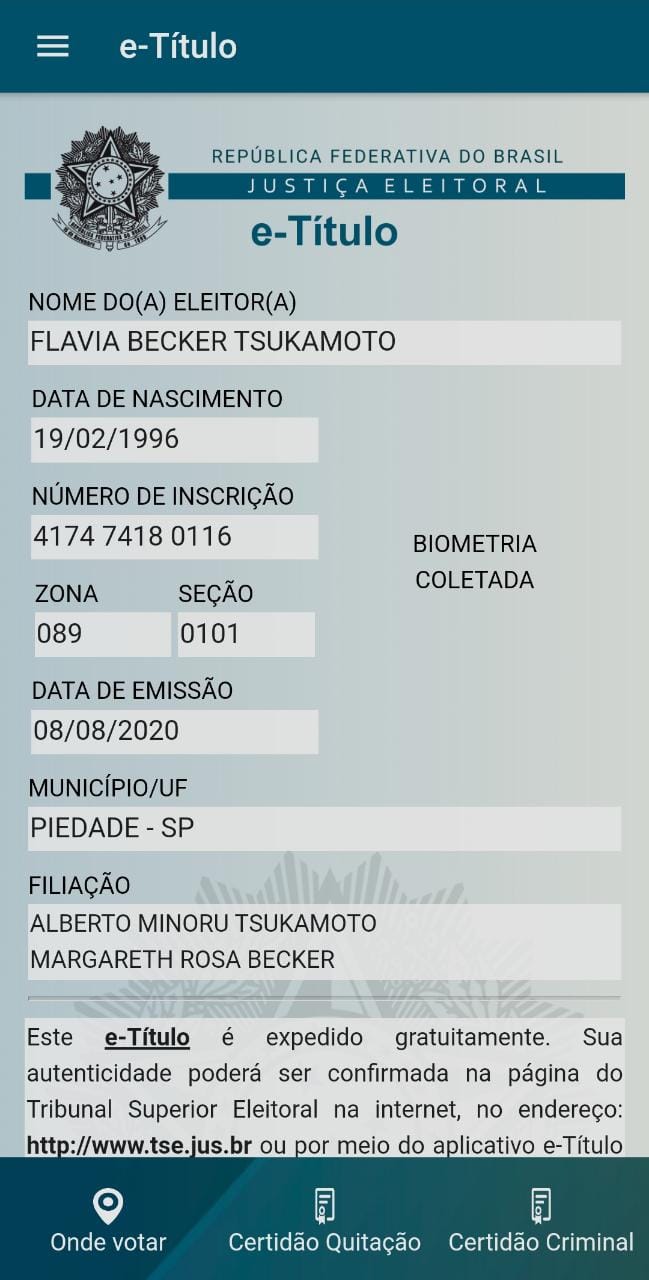 e-Título
REPÚBLICA FEDERATIVA DO BRASIL
JUSTIÇA ELEITORAL
e-Título
NOME DO(A) ELEITOR(A)
FLAVIA BECKER TSUKAMOTO
DATA DE NASCIMENTO
19/02/1996
NÚMERO DE INSCRIÇÃO
4174 7418 0116
BIOMETRIA
COLETADA
ZONA SEÇÃO
089 0101
DATA DE EMISSÃO
08/08/2020
MUNICÍPIO/UF
PIEDADE - SP
FILIAÇÃO
ALBERTO MINORU TSUKAMOTO
MARGARETH ROSA BECKER
Este e-Título é expedido gratuitamente. Sua
autenticidade poderá ser confirmada na página do
Tribunal Superior Eleitoral na internet, no endereço:
http://www.tse.jus.br ou por meio do aplicativo e-Título
Onde votar Certidão Quitação Certidão Criminal